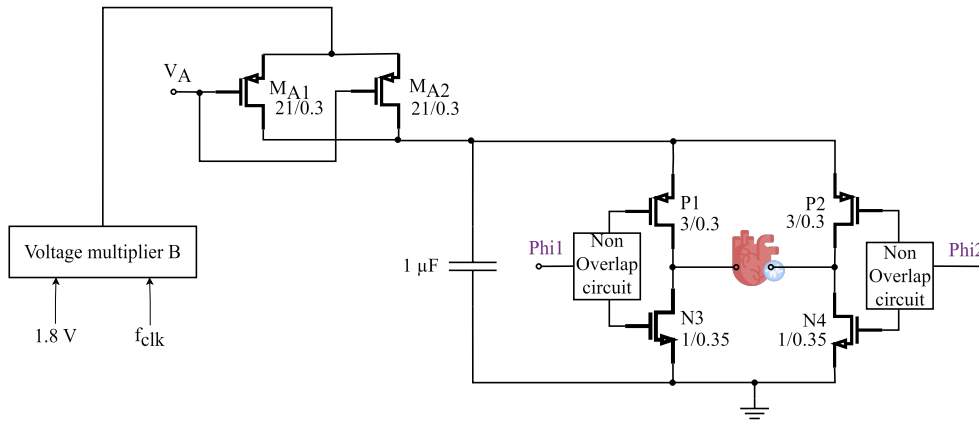 V_A
M_A1
21/0.3
M_A2
21/0.3
Voltage multiplier B
1.8 V
f_clk
1 µF
P1
3/0.3
P2
3/0.3
Phi1
Non
Overlap
circuit
Phi2
Non
Overlap
circuit
N3
1/0.35
N4
1/0.35